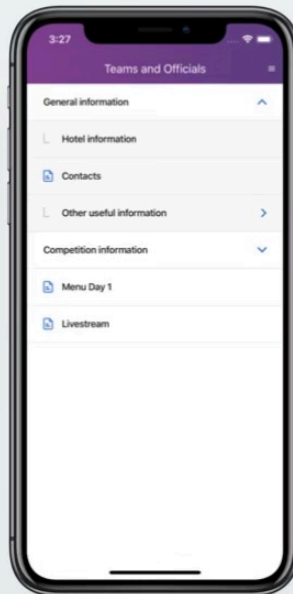 3:27
Teams and Officials
General information
Hotel information
Contacts
Other useful information
Competition information
Menu Day 1
Livestream